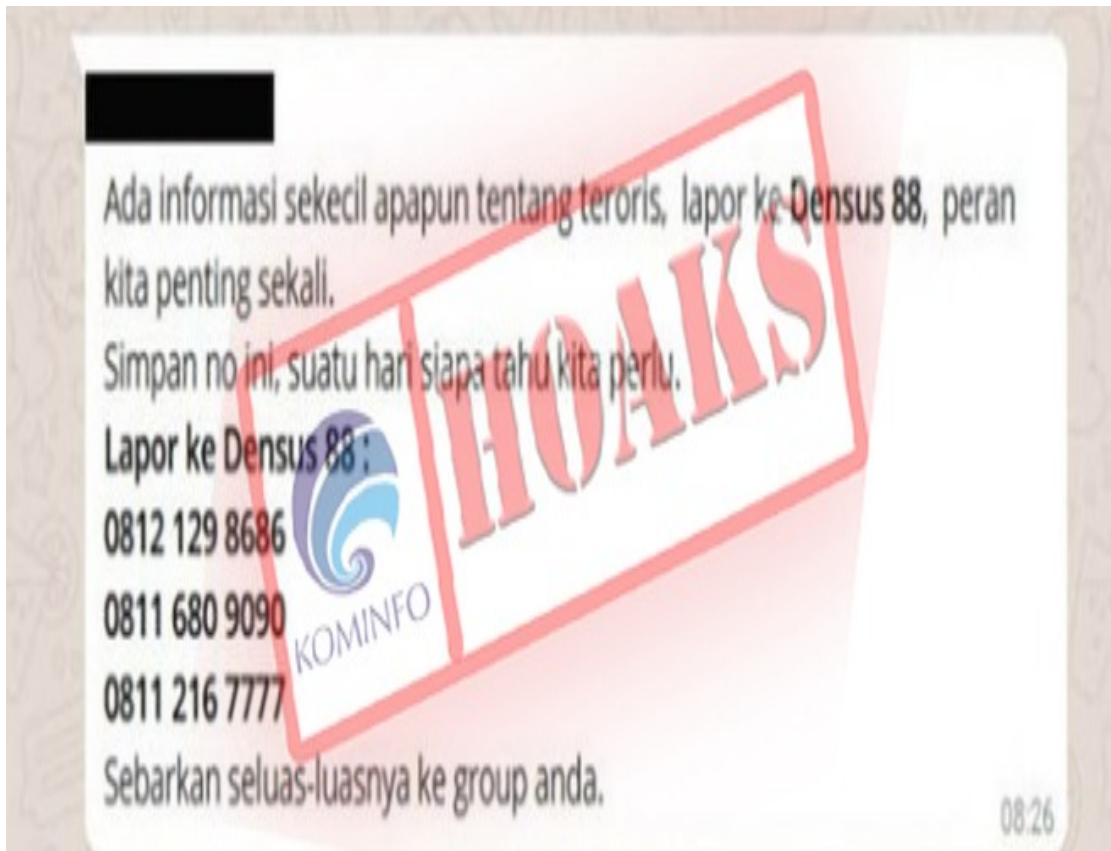 Ada informasi sekecil apapun tentang teroris, lapor ke Densus 88, peran
kita penting sekali.
Simpan no ini, suatu hari siapa tahu kita perlu.
Lapor ke Densus 88 :
0812 129 8686
0811 680 9090
0811 216 7777
Sebarkan seluas-luasnya ke group anda.
08:26
KOMINFO
HOAKS